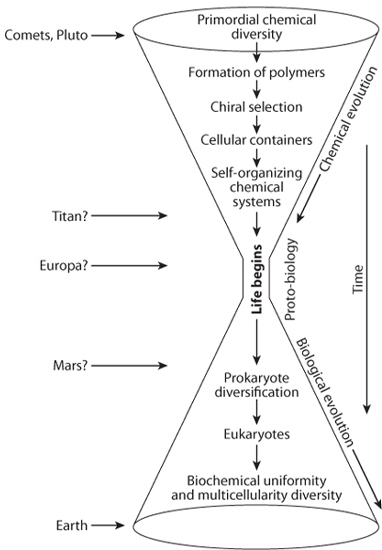 Primordial chemical
diversity
Comets, Pluto
Formation of polymers
Chiral selection
Cellular containers
Self-organizing
chemical
systems
Chemical evolution
Titan?
Europa?
Life begins
Proto-biology
Time
Mars?
Biological evolution
Prokaryote
diversification
Eukaryotes
Biochemical uniformity
and multicellularity diversity
Earth